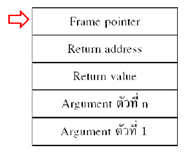 Frame pointer
Return address
Return value
Argument ตัวที่ n
Argument ตัวที่ 1